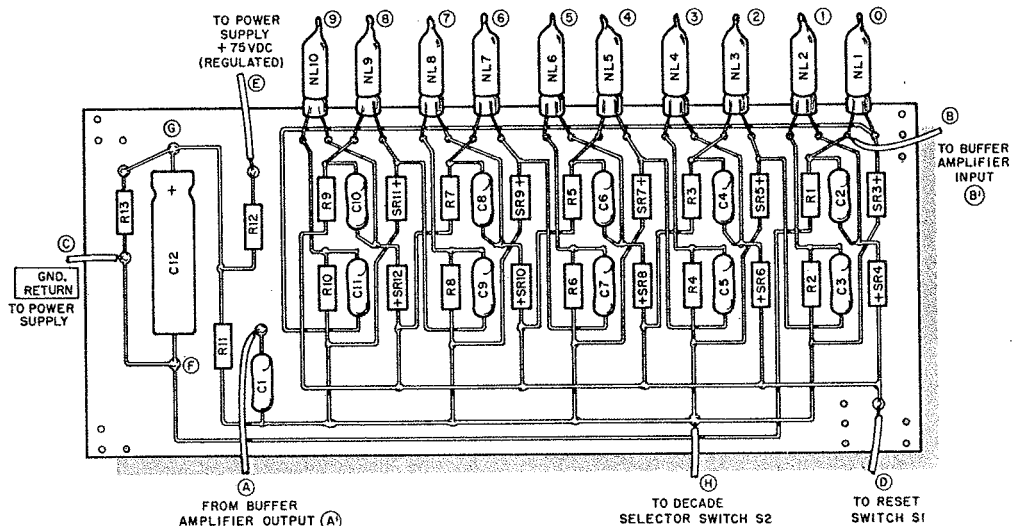 ⑨ ⑧ ⑦ ⑥ ⑤ ④ ③ ② ① ⓪
TO POWER
SUPPLY
+75VDC
(REGULATED)
Ⓔ
NL10 NL9 NL8 NL7 NL6 NL5 NL4 NL3 NL2 NL1
Ⓖ
Ⓑ
TO BUFFER
AMPLIFIER
INPUT
(B')
R13 + C12 R12
R9 C10 SR11+ R7 C8 SR9+ R5 C6 SR7+ R3 C4 SR5+ R1 C2 SR3+
Ⓒ
GND.
RETURN
TO POWER
SUPPLY
R10 C11 +SR12 R8 C9 +SR10 R6 C7 +SR8 R4 C5 +SR6 R2 C3 +SR4
R11
Ⓕ
C1
Ⓐ
FROM BUFFER
AMPLIFIER OUTPUT (A')
Ⓗ
TO DECADE
SELECTOR SWITCH S2
Ⓓ
TO RESET
SWITCH S1